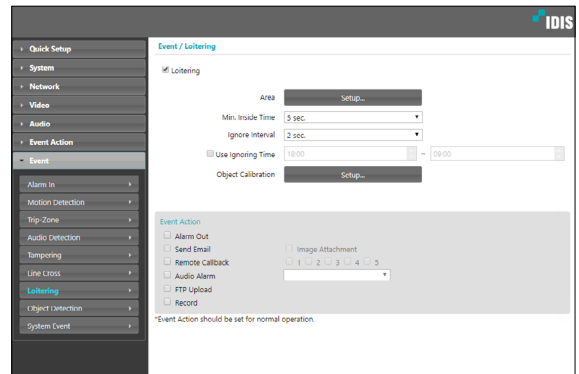 IDIS
Quick Setup
System
Network
Video
Audio
Event Action
Event
Alarm In
Motion Detection
Trip-Zone
Audio Detection
Tampering
Line Cross
Loitering
Object Detection
System Event
Event / Loitering
Loitering
Area Setup...
Min. Inside Time 5 sec.
Ignore Interval 2 sec.
Use Ignoring Time 18:00 ~ 09:00
Object Calibration Setup...
Event Action
Alarm Out
Send Email Image Attachment
Remote Callback 1 2 3 4 5
Audio Alarm
FTP Upload
Record
*Event Action should be set for normal operation.